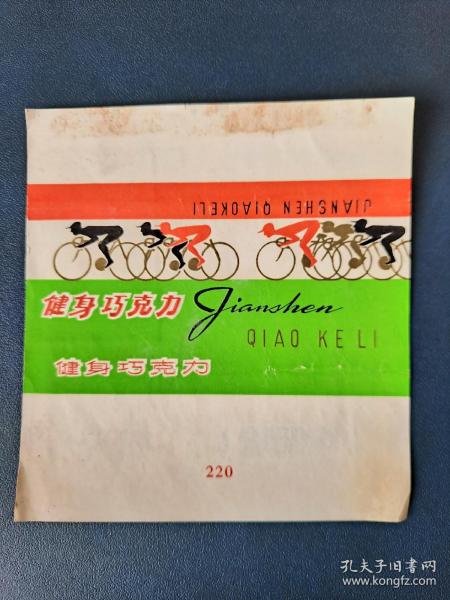 JIANSHEN QIAOKELI
健身巧克力 Jianshen
QIAO KE LI
健身巧克力
220
孔夫子旧书网
www.kongfz.com